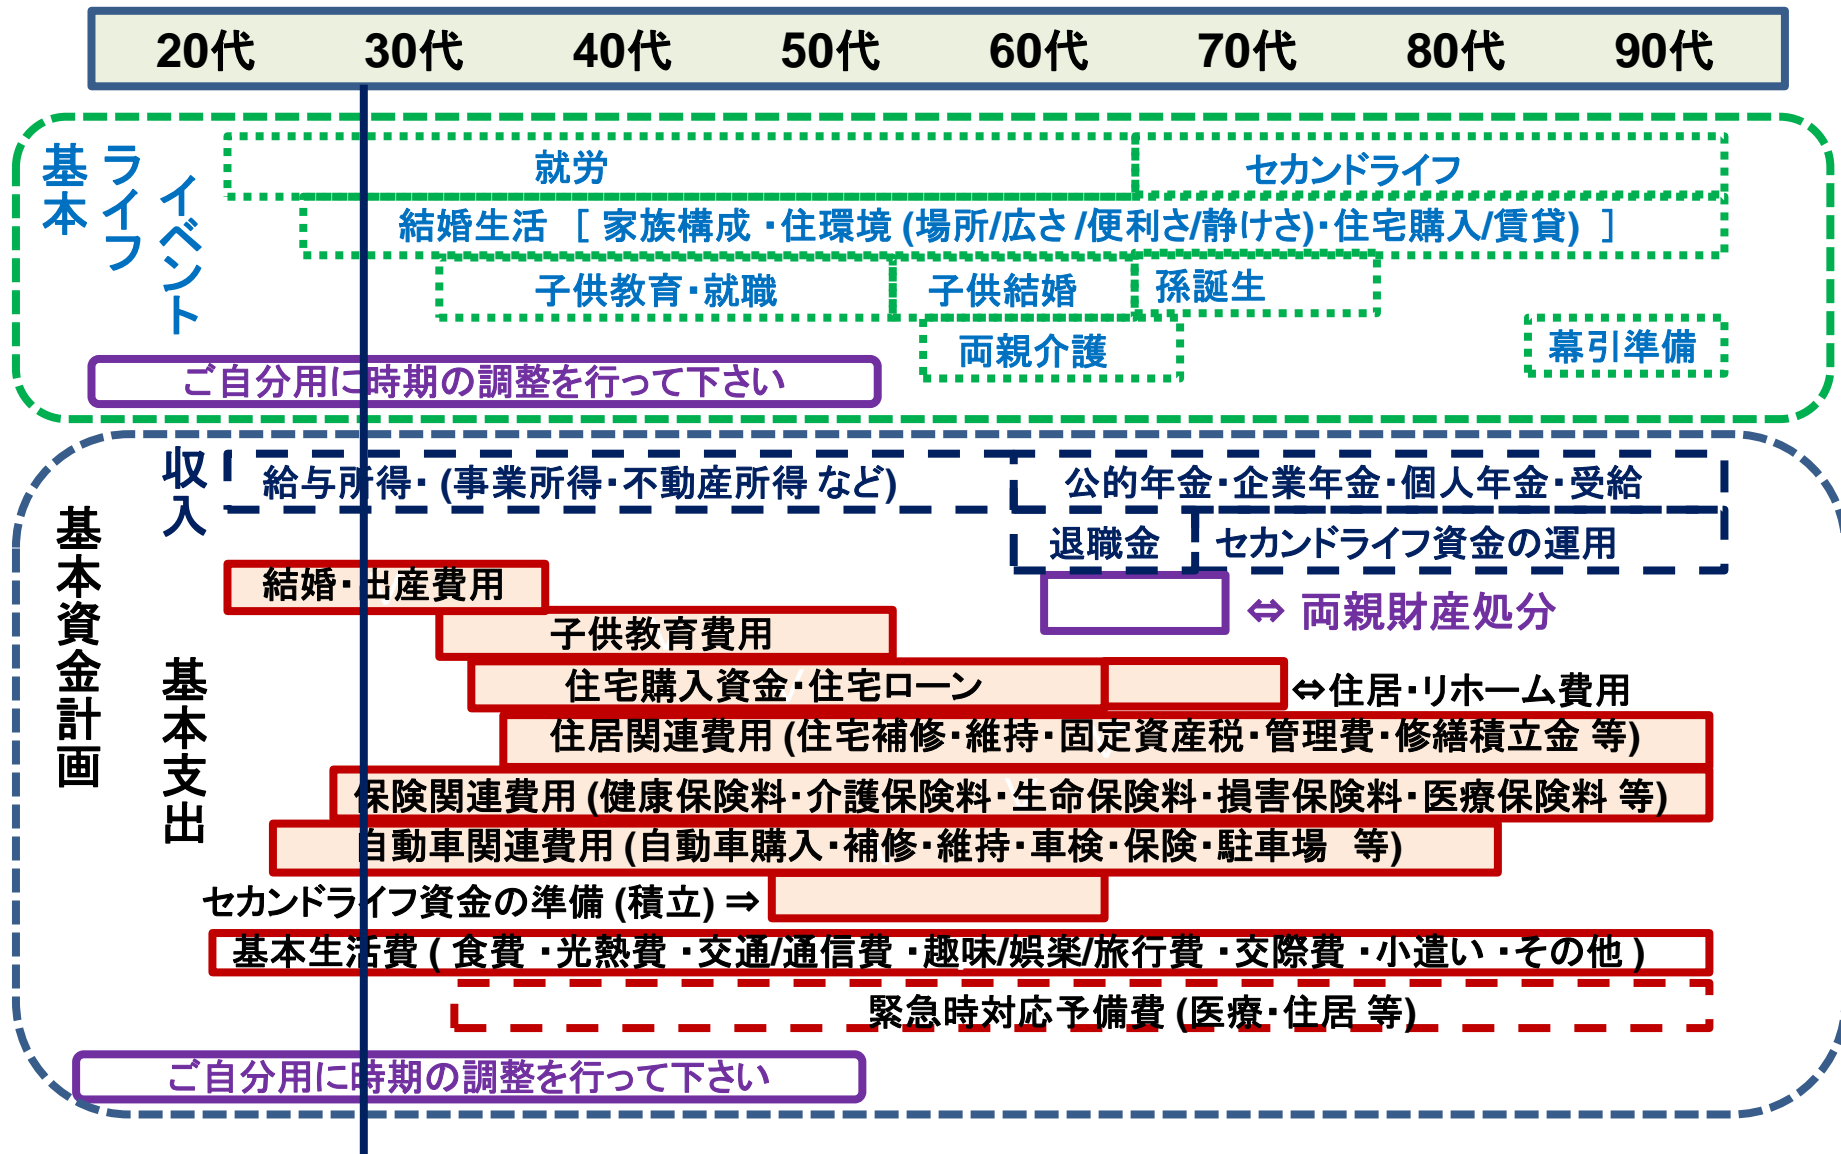 20代 30代 40代 50代 60代 70代 80代 90代
基本
ライフ
イベント
就労
セカンドライフ
結婚生活 [ 家族構成 ・住環境 (場所/広さ /便利さ/静けさ)・住宅購入/賃貸) ]
子供教育・就職
子供結婚
孫誕生
両親介護
幕引準備
ご自分用に時期の調整を行って下さい
基本資金計画
収入
給与所得・ (事業所得・不動産所得 など)
公的年金・企業年金・個人年金・受給
退職金
セカンドライフ資金の運用
⇔ 両親財産処分
基本支出
結婚・出産費用
子供教育費用
住宅購入資金・住宅ローン
⇔住居・リホーム費用
住居関連費用 (住宅補修・維持・固定資産税・管理費・修繕積立金 等)
保険関連費用 (健康保険料・介護保険料・生命保険料・損害保険料・医療保険料 等)
自動車関連費用 (自動車購入・補修・維持・車検・保険・駐車場 等)
セカンドライフ資金の準備 (積立) ⇒
基本生活費 ( 食費 ・光熱費 ・交通/通信費 ・趣味/娯楽/旅行費 ・交際費 ・小遣い ・その他 )
緊急時対応予備費 (医療・住居 等)
ご自分用に時期の調整を行って下さい